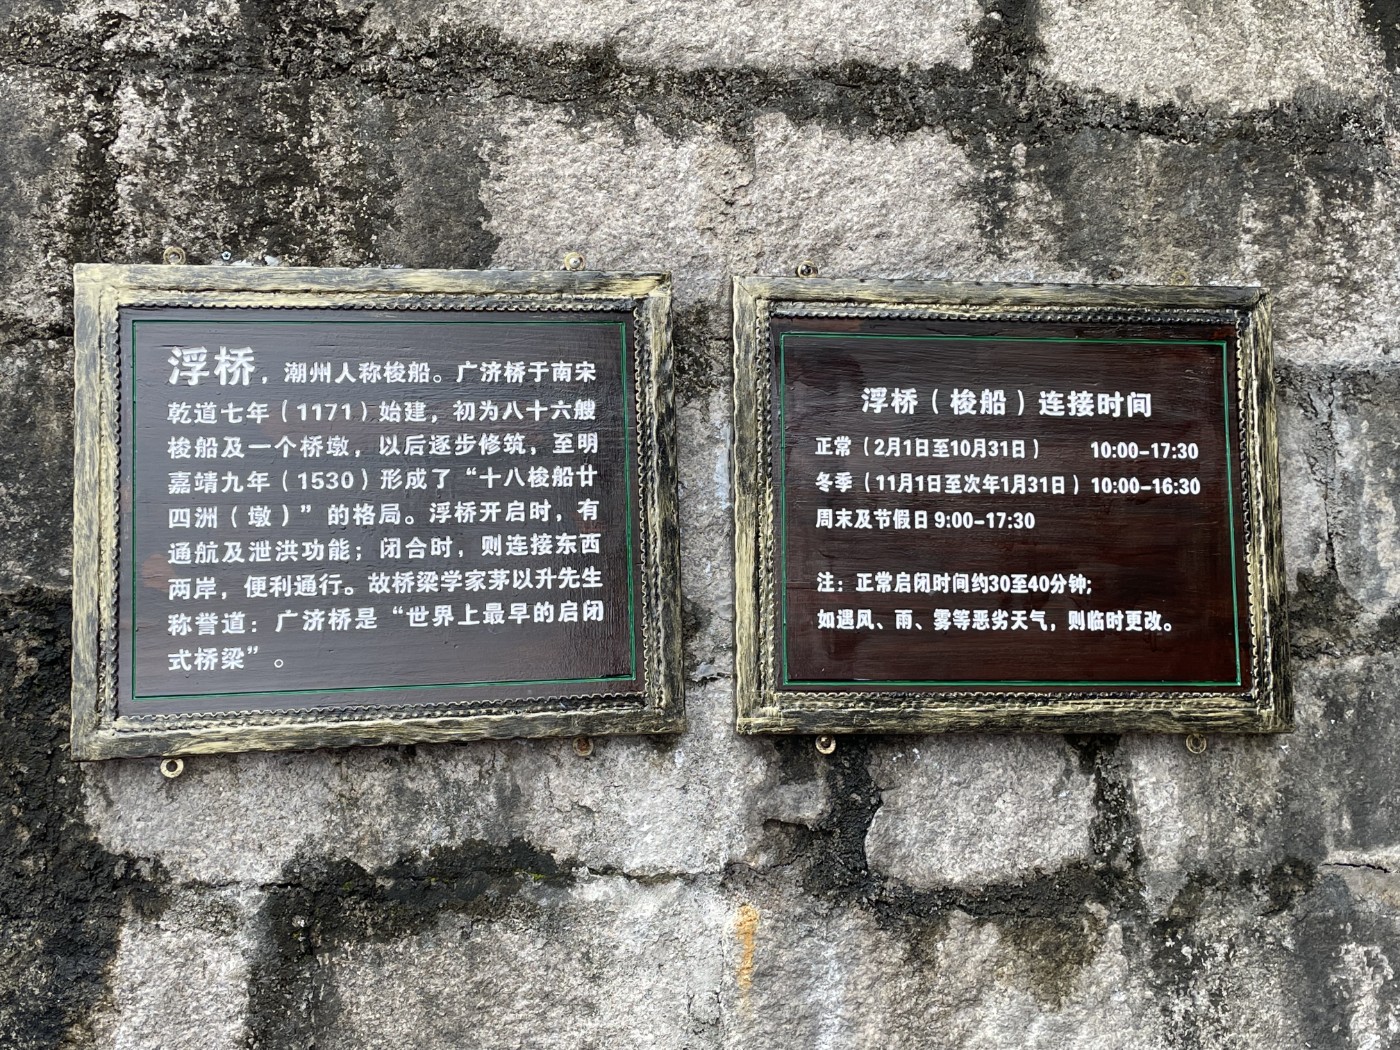 浮桥，潮州人称梭船。广济桥于南宋
乾道七年（1171）始建，初为八十六艘
梭船及一个桥墩，以后逐步修筑，至明
嘉靖九年（1530）形成了“十八梭船廿
四洲（墩）”的格局。浮桥开启时，有
通航及泄洪功能；闭合时，则连接东西
两岸，便利通行。故桥梁学家茅以升先生
称誉道：广济桥是“世界上最早的启闭
式桥梁”。
浮桥（梭船）连接时间
正常（2月1日至10月31日） 10:00-17:30
冬季（11月1日至次年1月31日）10:00-16:30
周末及节假日 9:00-17:30
注：正常启闭时间约30至40分钟;
如遇风、雨、雾等恶劣天气，则临时更改。